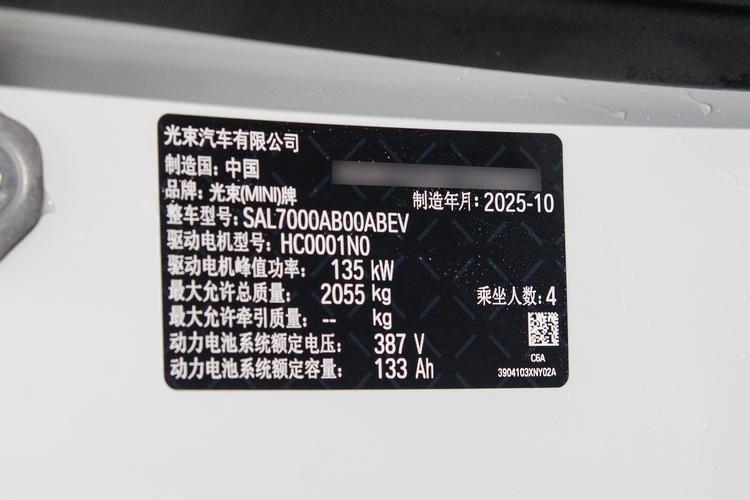 光束汽车有限公司
制造国：中国
品牌：光束(MINI)牌
制造年月：2025-10
整车型号：SAL7000AB00ABEV
驱动电机型号：HC0001N0
驱动电机峰值功率：135 kW
最大允许总质量：2055 kg
乘坐人数：4
最大允许牵引质量：-- kg
动力电池系统额定电压：387 V
动力电池系统额定容量：133 Ah
C6A
3904103XNY02A